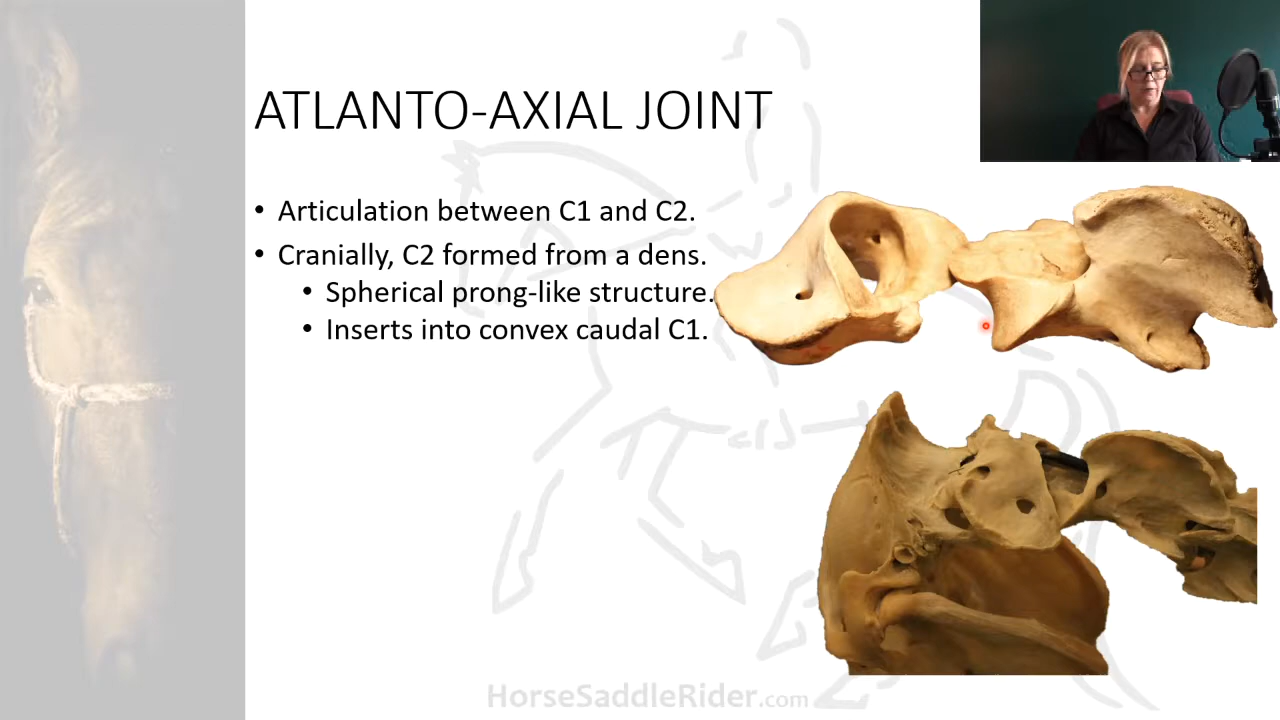 ATLANTO-AXIAL JOINT
• Articulation between C1 and C2.
• Cranially, C2 formed from a dens.
• Spherical prong-like structure.
• Inserts into convex caudal C1.
HorseSaddleRider.com